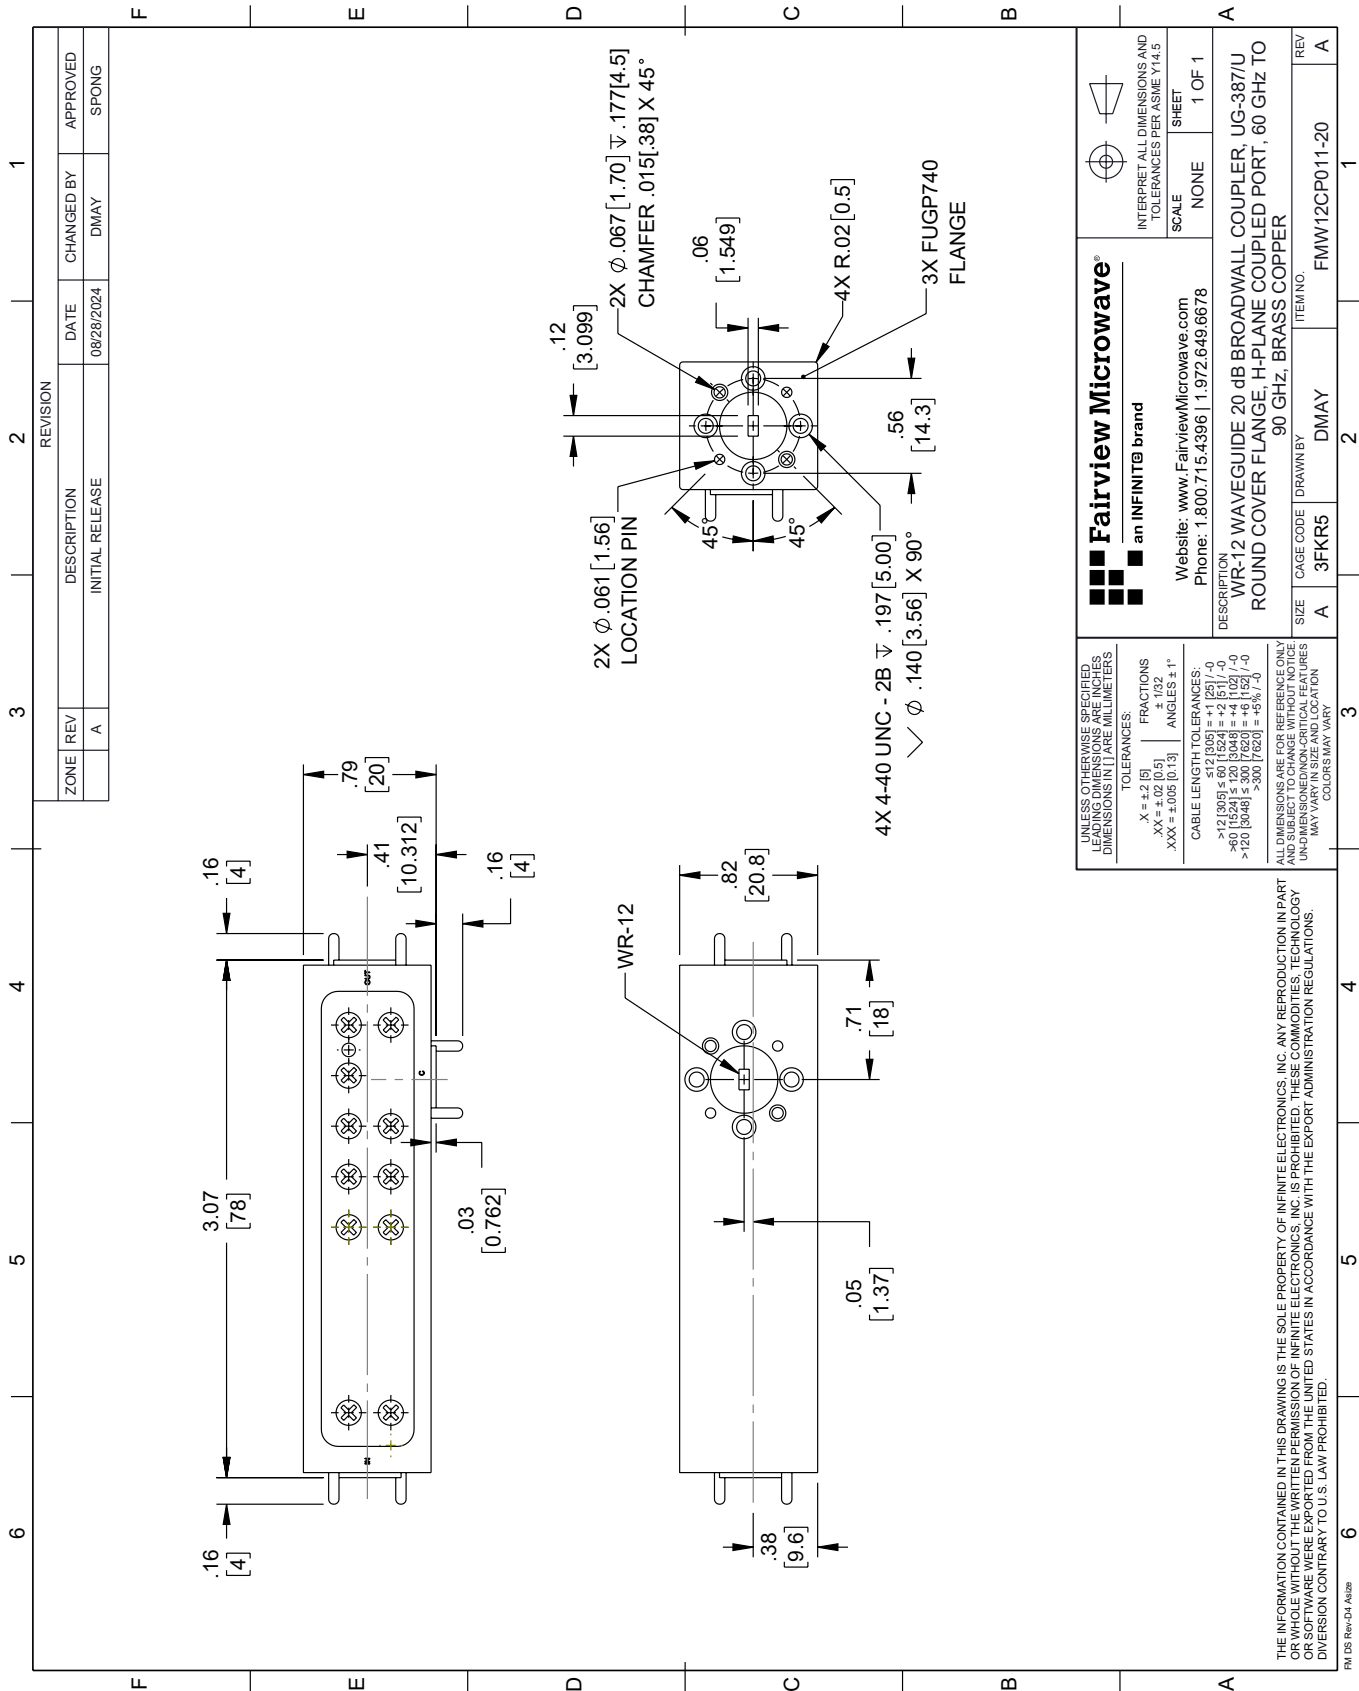 6
5
4
3
2
1
F
E
D
C
B
A
REVISION
ZONE
REV
DESCRIPTION
DATE
CHANGED BY
APPROVED
A
INITIAL RELEASE
08/28/2024
DMAY
SPONG
.16
[4]
3.07
[78]
.16
[4]
.79
[20]
.41
[10.312]
.16
[4]
.03
[0.762]
IN
OUT
C
WR-12
.82
[20.8]
.71
[18]
.05
[1.37]
.38
[9.6]
2X Ø .061 [1.56]
LOCATION PIN
.12
[3.099]
2X Ø .067 [1.70] ↧ .177[4.5]
CHAMFER .015[.38] X 45°
.06
[1.549]
4X R.02 [0.5]
3X FUGP740
FLANGE
.56
[14.3]
45°
45°
4X 4-40 UNC - 2B ↧ .197 [5.00]
⌵ Ø .140 [3.56] X 90°
THE INFORMATION CONTAINED IN THIS DRAWING IS THE SOLE PROPERTY OF INFINITE ELECTRONICS, INC. ANY REPRODUCTION IN PART
OR WHOLE WITHOUT THE WRITTEN PERMISSION OF INFINITE ELECTRONICS, INC. IS PROHIBITED. THESE COMMODITIES, TECHNOLOGY
OR SOFTWARE WERE EXPORTED FROM THE UNITED STATES IN ACCORDANCE WITH THE EXPORT ADMINISTRATION REGULATIONS.
DIVERSION CONTRARY TO U.S. LAW PROHIBITED.
UNLESS OTHERWISE SPECIFIED
LEADING DIMENSIONS ARE INCHES
DIMENSIONS IN [ ] ARE MILLIMETERS
TOLERANCES:
.X = ±.2 [5]
.XX = ±.02 [0.5]
.XXX = ±.005 [0.13]
FRACTIONS
± 1/32
ANGLES ± 1°
CABLE LENGTH TOLERANCES:
≤12 [305] = +1 [25] / -0
>12 [305] ≤ 60 [1524] = +2 [51] / -0
>60 [1524] ≤ 120 [3048] = +4 [102] / -0
>120 [3048] ≤ 300 [7620] = +6 [152] / -0
>300 [7620] = +5% / -0
ALL DIMENSIONS ARE FOR REFERENCE ONLY
AND SUBJECT TO CHANGE WITHOUT NOTICE.
UN-DIMENSIONED/NON-CRITICAL FEATURES
MAY VARY IN SIZE AND LOCATION
COLORS MAY VARY
Fairview Microwave®
an INFINIT@ brand
Website: www.FairviewMicrowave.com
Phone: 1.800.715.4396 | 1.972.649.6678
INTERPRET ALL DIMENSIONS AND
TOLERANCES PER ASME Y14.5
SCALE
NONE
SHEET
1 OF 1
DESCRIPTION
WR-12 WAVEGUIDE 20 dB BROADWALL COUPLER, UG-387/U
ROUND COVER FLANGE, H-PLANE COUPLED PORT, 60 GHz TO
90 GHz, BRASS COPPER
SIZE
A
CAGE CODE
3FKR5
DRAWN BY
DMAY
ITEM NO.
FMW12CP011-20
REV
A
F
E
D
C
B
A
6
5
4
3
2
1
FM DS Rev-D4 Asize